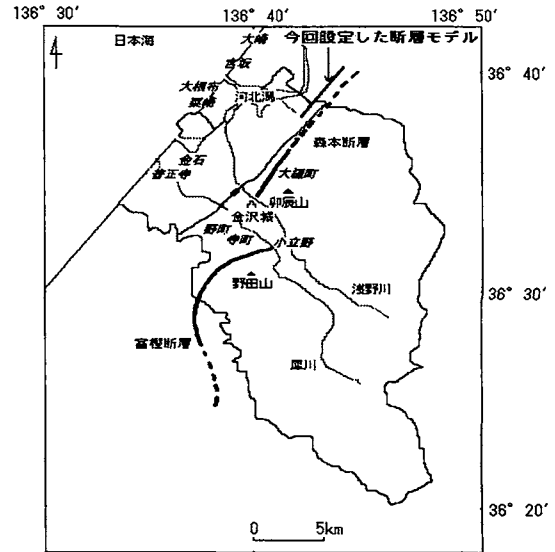 136° 30′
136° 40′
136° 50′
日本海
大崎
今回設定した断層モデル
宮坂
36° 40′
大根布
粟崎
河北潟
森本断層
金石
普正寺
大樋町
卯辰山
金沢城
野町
寺町
小立野
野田山
浅野川
36° 30′
富樫断層
犀川
36° 20′
0 5km